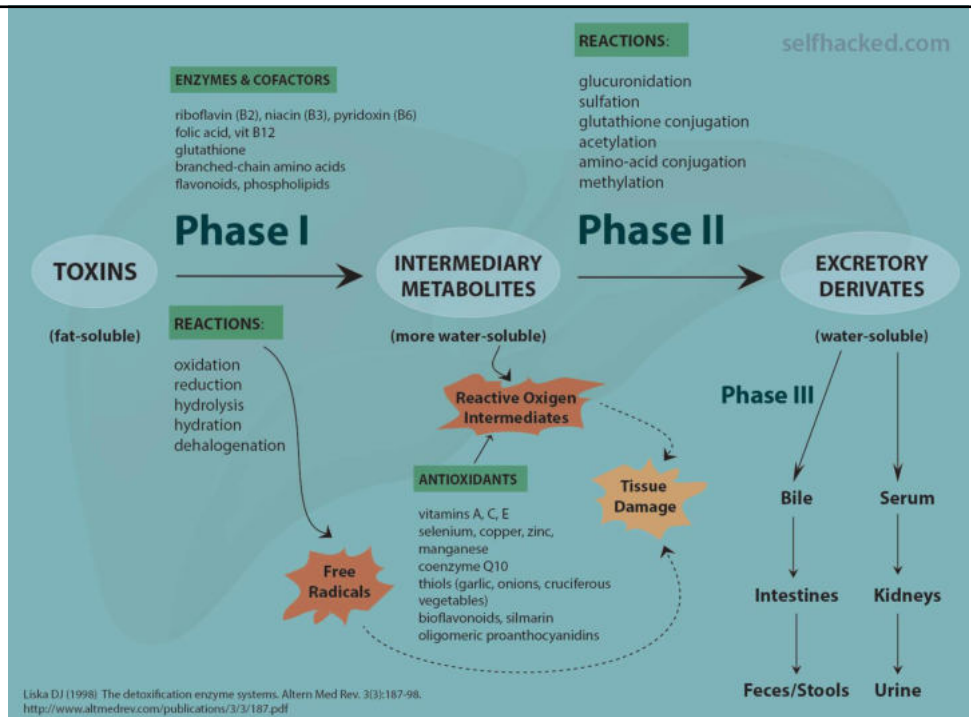 selfhacked.com
ENZYMES & COFACTORS
riboflavin (B2), niacin (B3), pyridoxin (B6)
folic acid, vit B12
glutathione
branched-chain amino acids
flavonoids, phospholipids
REACTIONS:
glucuronidation
sulfation
glutathione conjugation
acetylation
amino-acid conjugation
methylation
Phase I
Phase II
TOXINS
(fat-soluble)
INTERMEDIARY
METABOLITES
(more water-soluble)
EXCRETORY
DERIVATES
(water-soluble)
REACTIONS:
oxidation
reduction
hydrolysis
hydration
dehalogenation
Reactive Oxigen
Intermediates
Phase III
ANTIOXIDANTS
vitamins A, C, E
selenium, copper, zinc,
manganese
coenzyme Q10
thiols (garlic, onions, cruciferous
vegetables)
bioflavonoids, silmarin
oligomeric proanthocyanidins
Tissue
Damage
Free
Radicals
Bile
Serum
Intestines
Kidneys
Feces/Stools
Urine
Liska DJ (1998) The detoxification enzyme systems. Altern Med Rev. 3(3):187-98.
http://www.altmedrev.com/publications/3/3/187.pdf